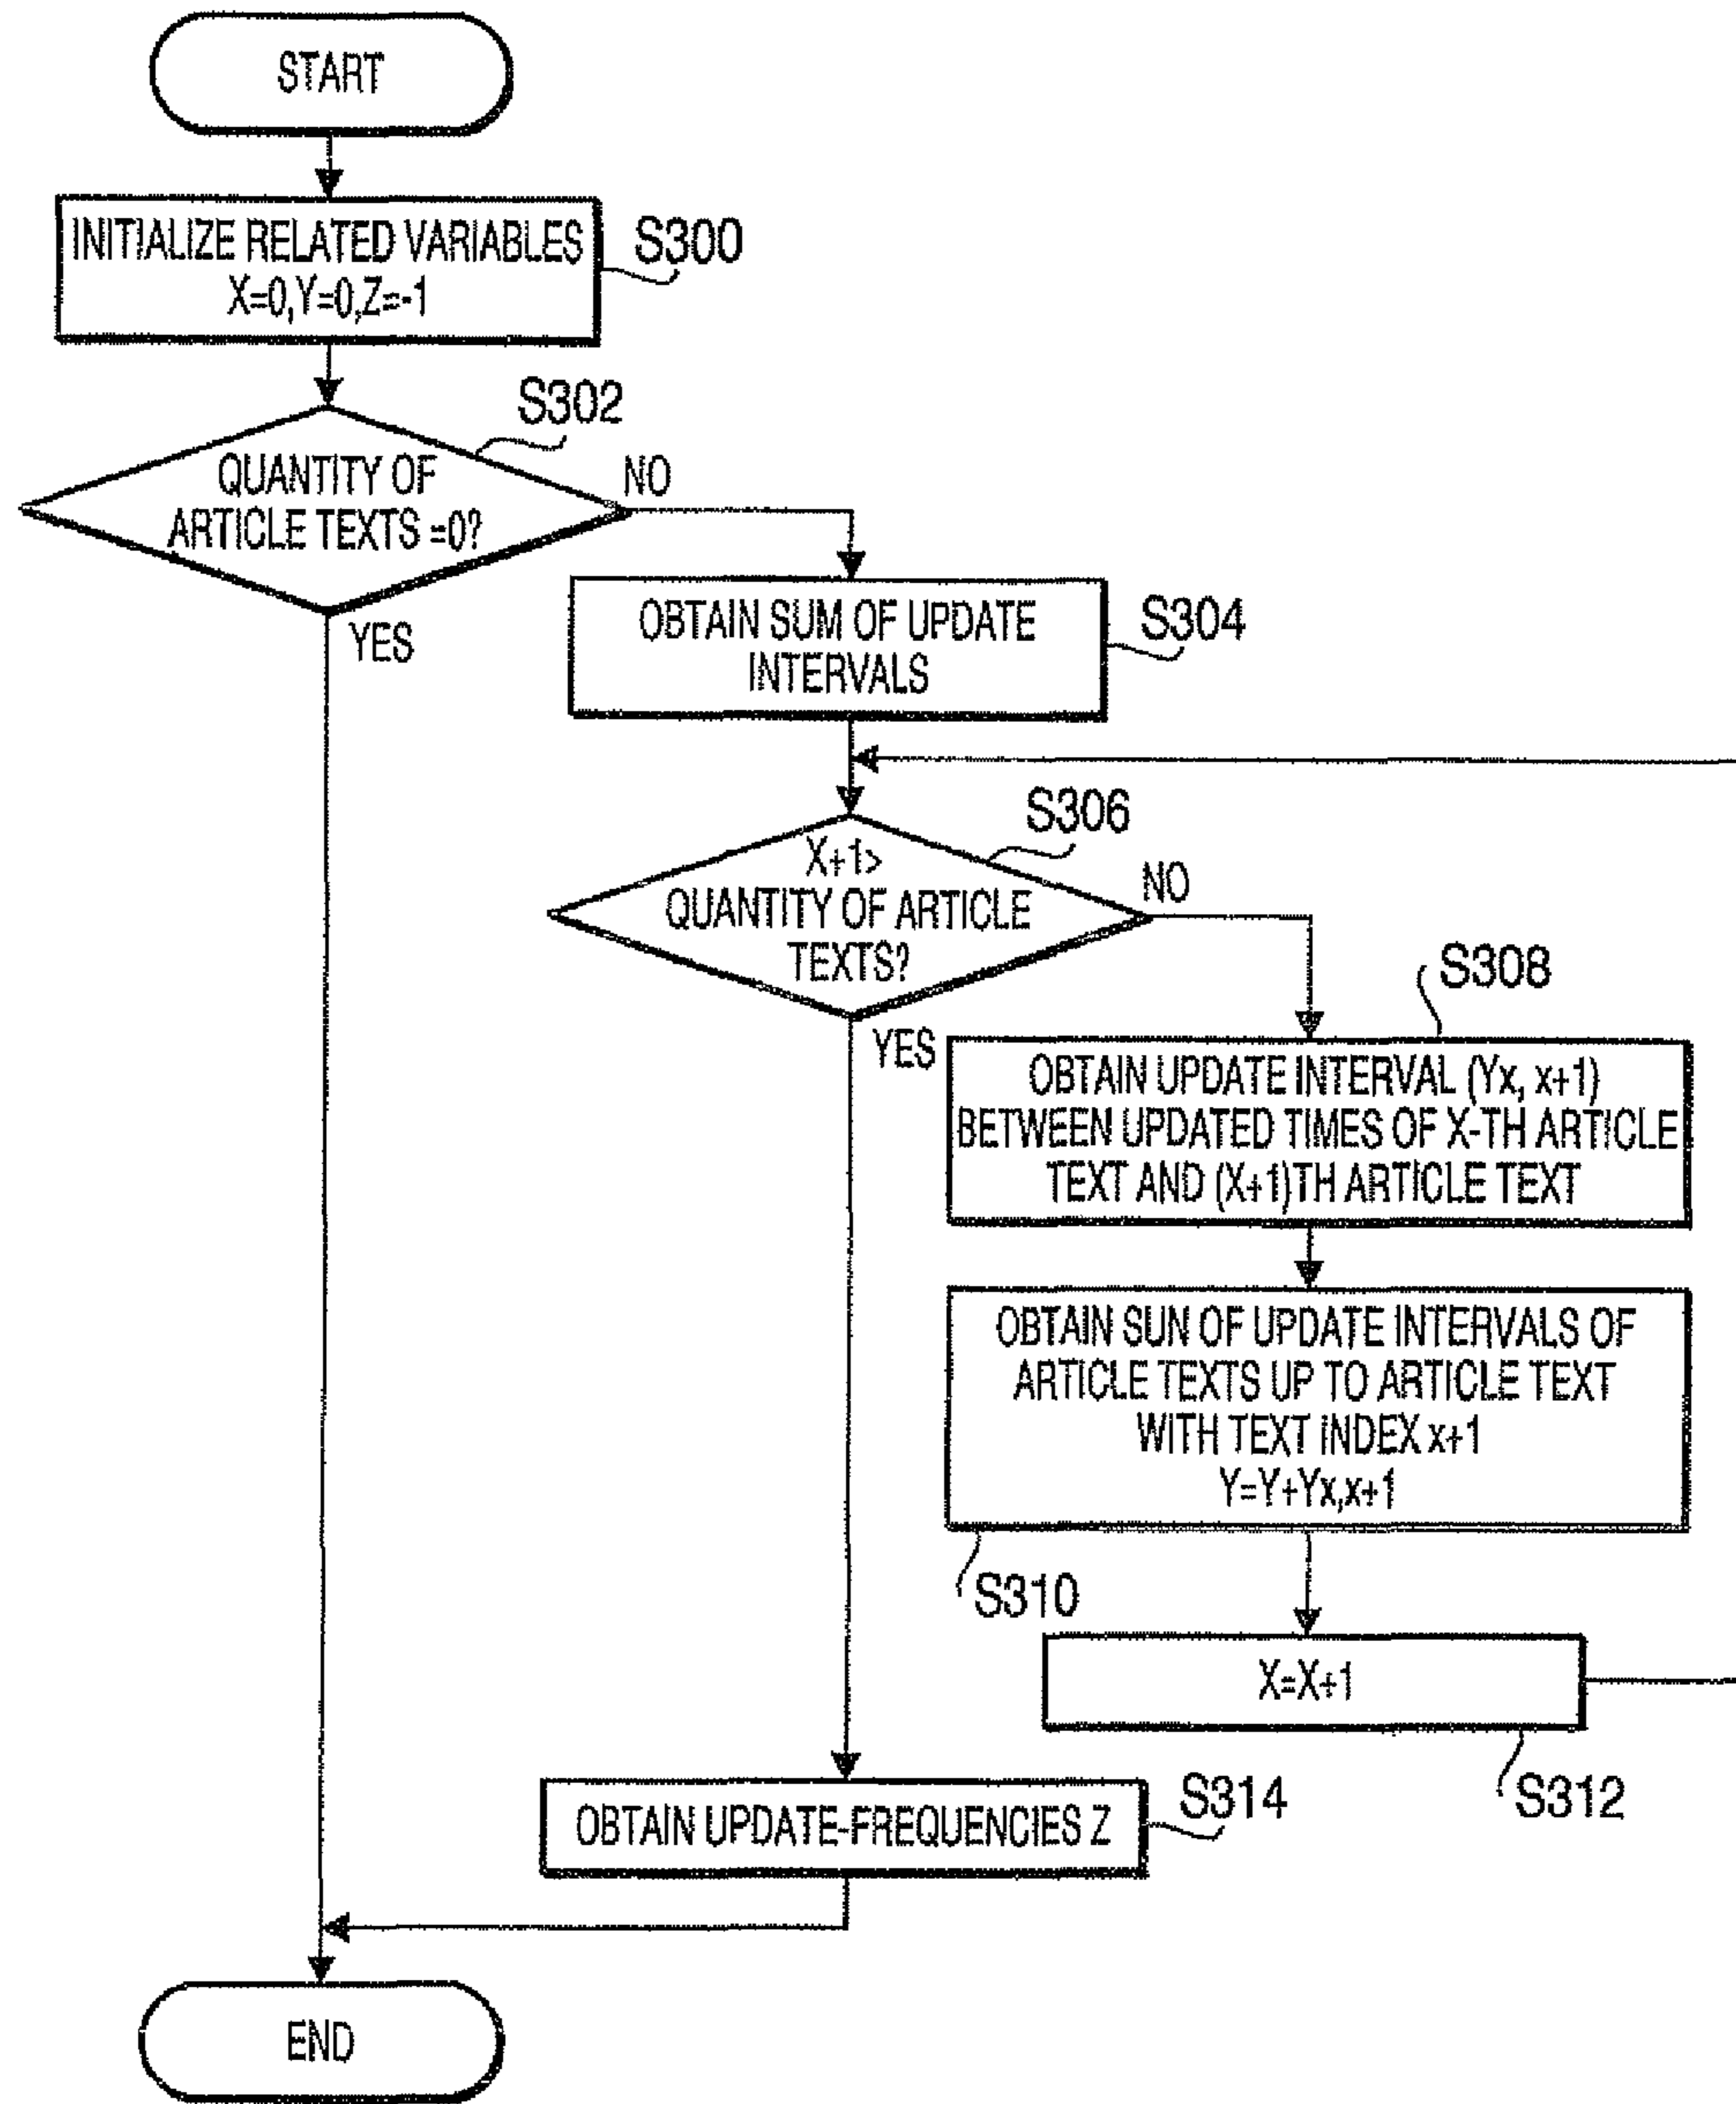 START
INITIALIZE RELATED VARIABLES
X=0,Y=0,Z=-1
S300
S302
QUANTITY OF
ARTICLE TEXTS =0?
NO
YES
OBTAIN SUM OF UPDATE
INTERVALS
S304
S306
X+1>
QUANTITY OF ARTICLE
TEXTS?
NO
YES
S308
OBTAIN UPDATE INTERVAL (Yx, x+1)
BETWEEN UPDATED TIMES OF X-TH ARTICLE
TEXT AND (X+1)TH ARTICLE TEXT
OBTAIN SUN OF UPDATE INTERVALS OF
ARTICLE TEXTS UP TO ARTICLE TEXT
WITH TEXT INDEX x+1
Y=Y+Yx,x+1
S310
X=X+1
S312
OBTAIN UPDATE-FREQUENCIES Z
S314
END